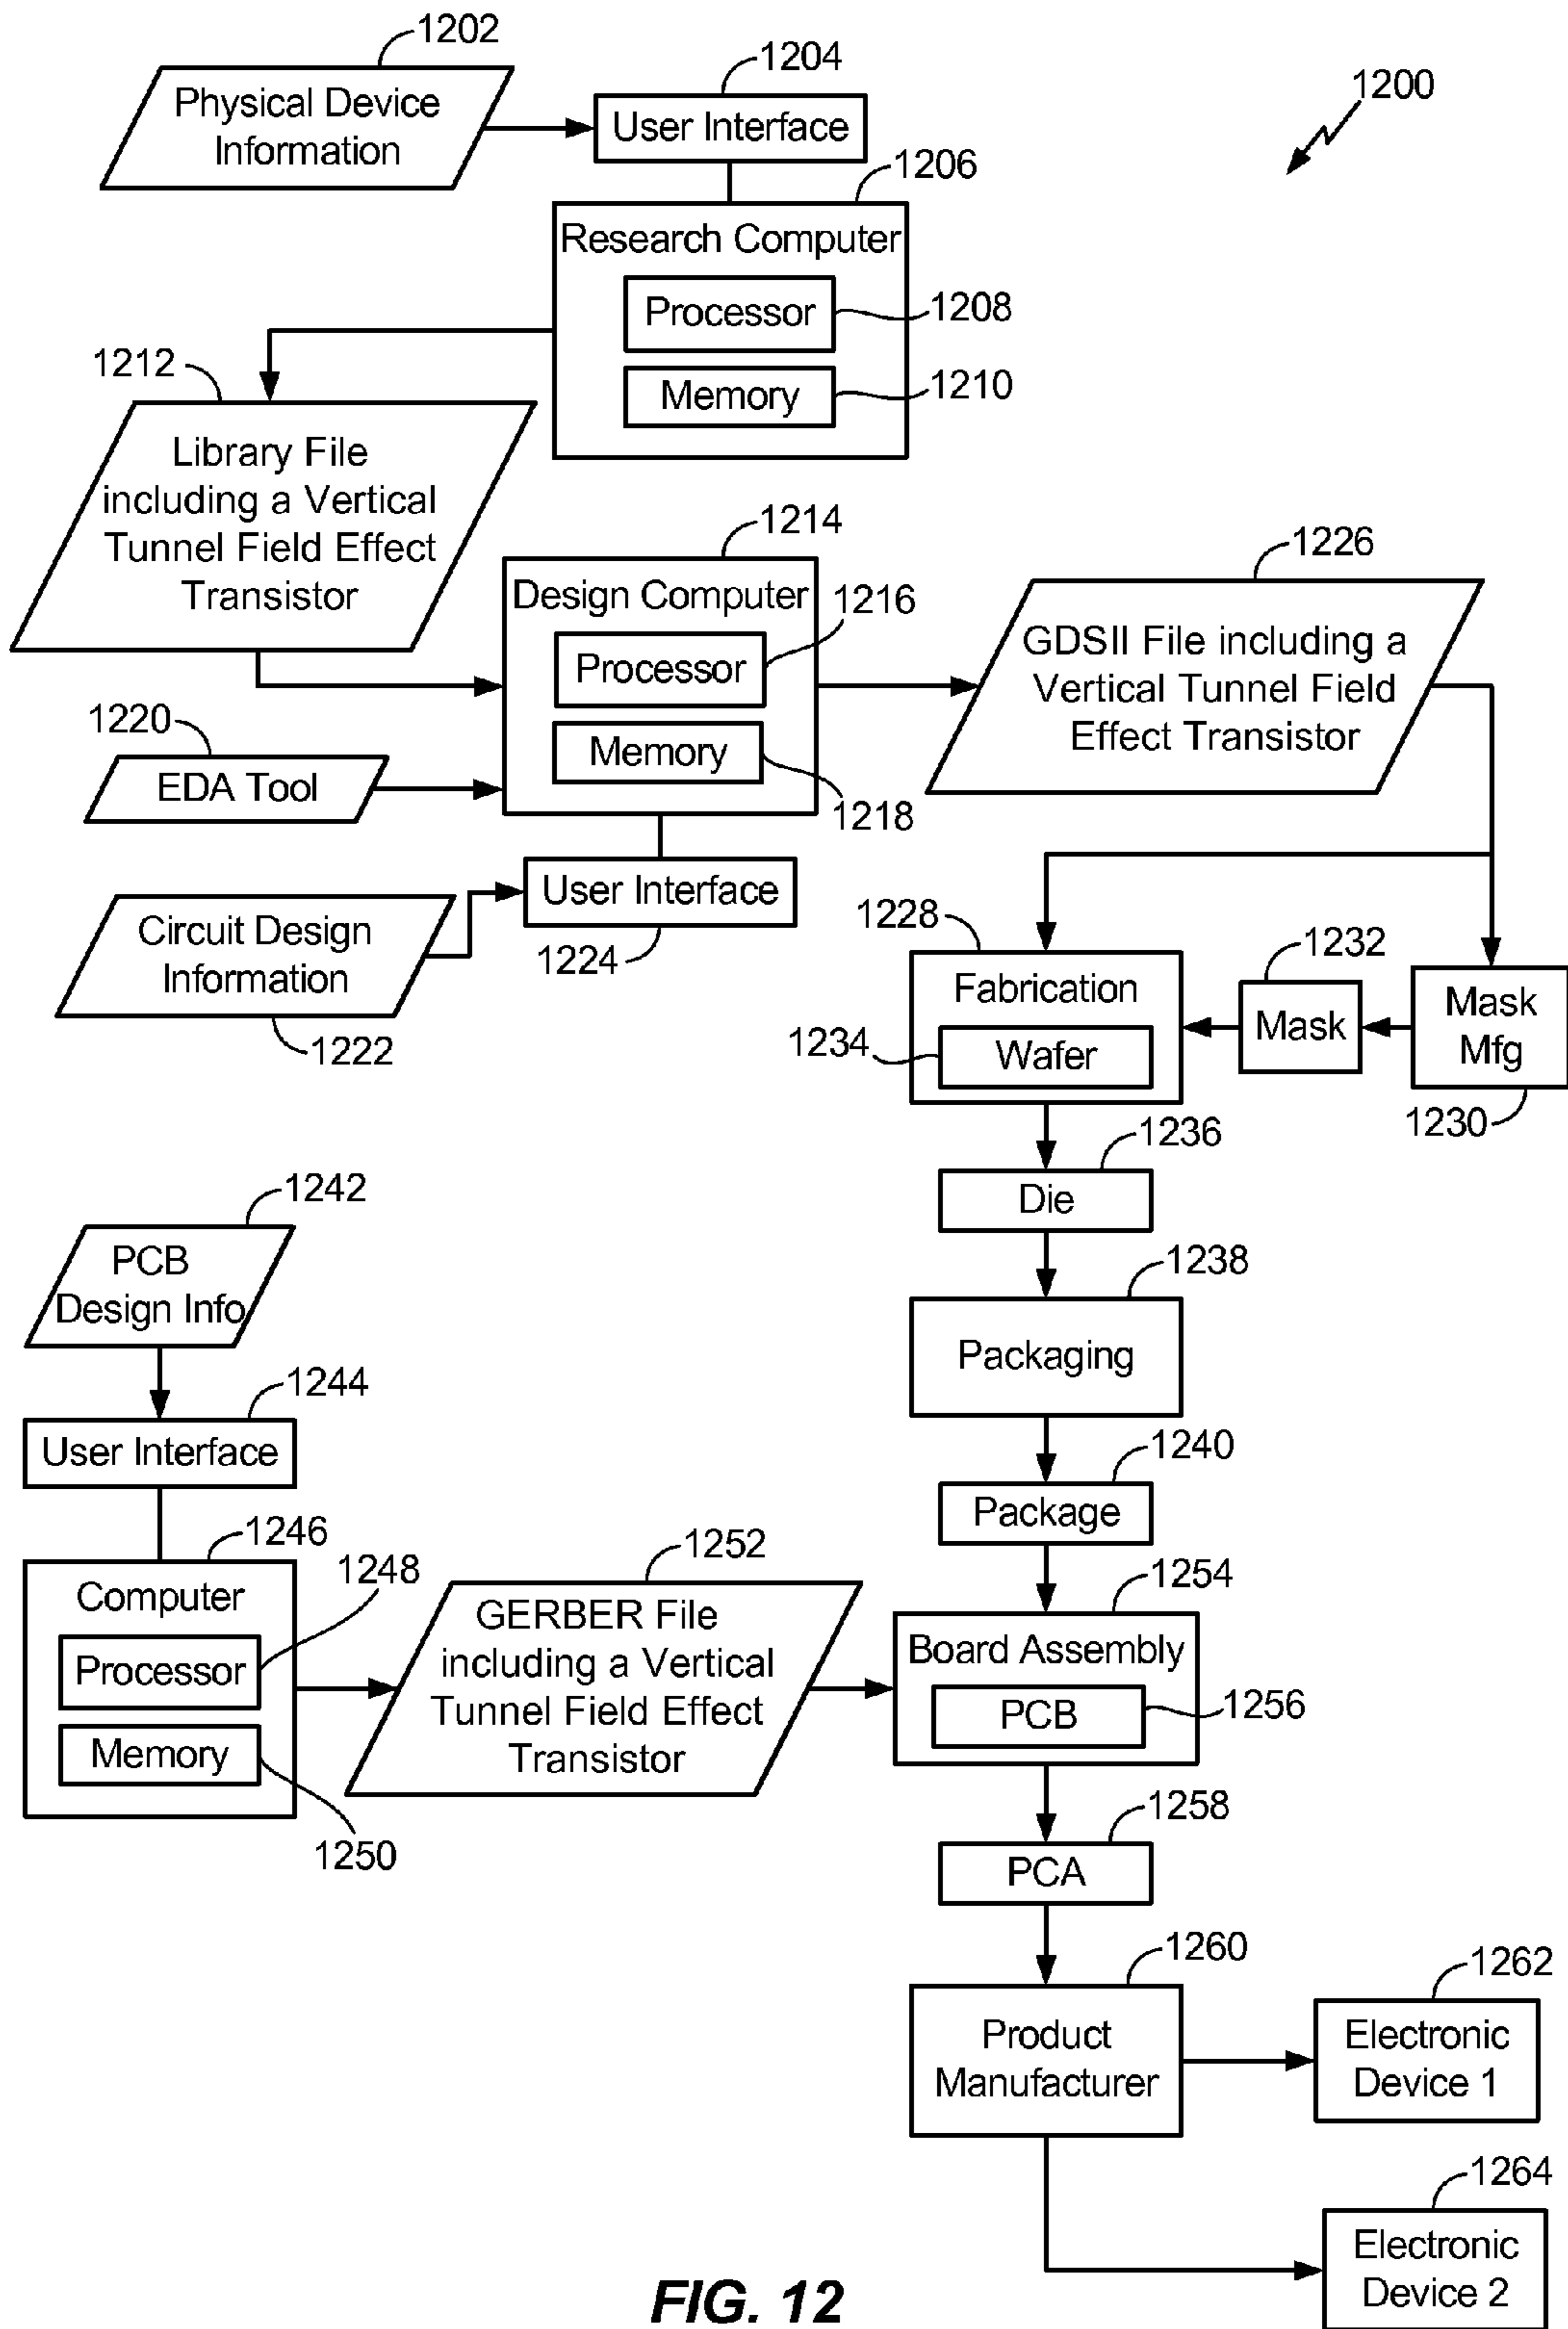 1202
Physical Device
Information
1204
User Interface
1200
1206
Research Computer
Processor
1208
Memory
1210
1212
Library File
including a Vertical
Tunnel Field Effect
Transistor
1214
Design Computer
1216
Processor
Memory
1218
1220
EDA Tool
1226
GDSII File including a
Vertical Tunnel Field
Effect Transistor
User Interface
1224
Circuit Design
Information
1222
1228
Fabrication
1234
Wafer
1232
Mask
Mask
Mfg
1230
1236
Die
1238
Packaging
1240
Package
1242
PCB
Design Info
1244
User Interface
1246
Computer
1248
Processor
Memory
1250
1252
GERBER File
including a Vertical
Tunnel Field Effect
Transistor
1254
Board Assembly
PCB
1256
1258
PCA
1260
Product
Manufacturer
1262
Electronic
Device 1
1264
Electronic
Device 2
FIG. 12